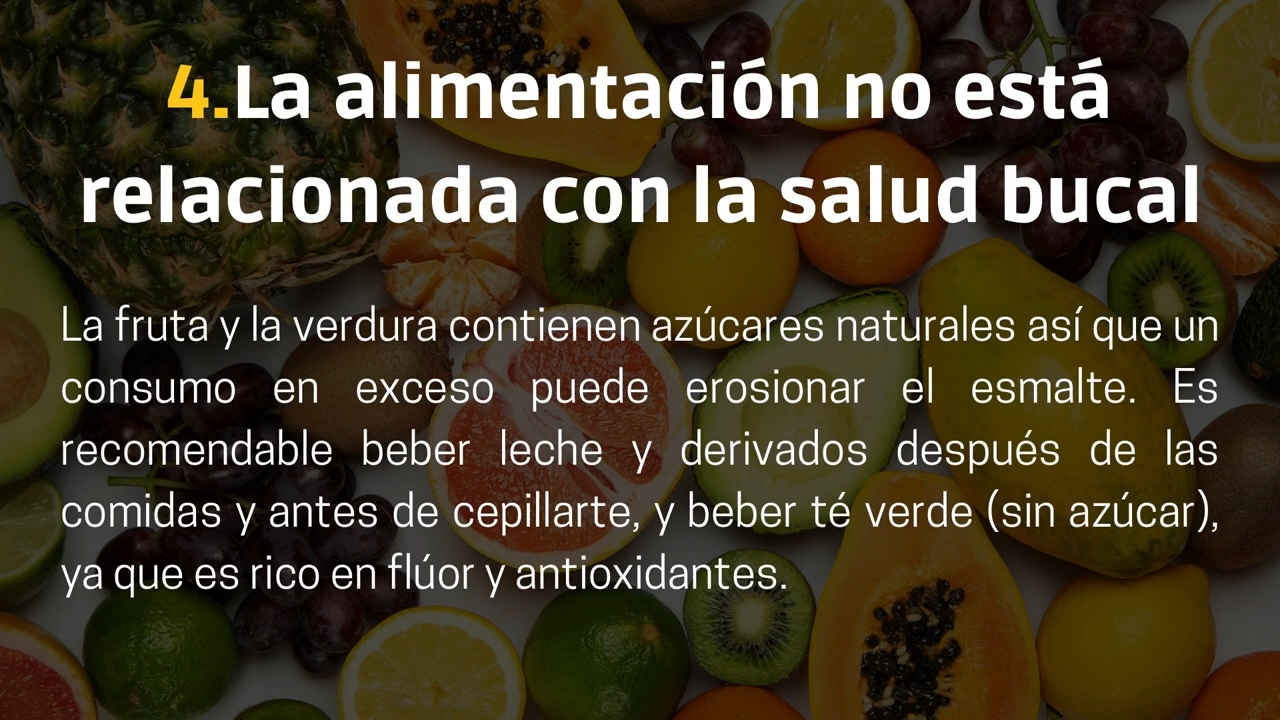 4.La alimentación no está
relacionada con la salud bucal
La fruta y la verdura contienen azúcares naturales así que un
consumo en exceso puede erosionar el esmalte. Es
recomendable beber leche y derivados después de las
comidas y antes de cepillarte, y beber té verde (sin azúcar),
ya que es rico en flúor y antioxidantes.